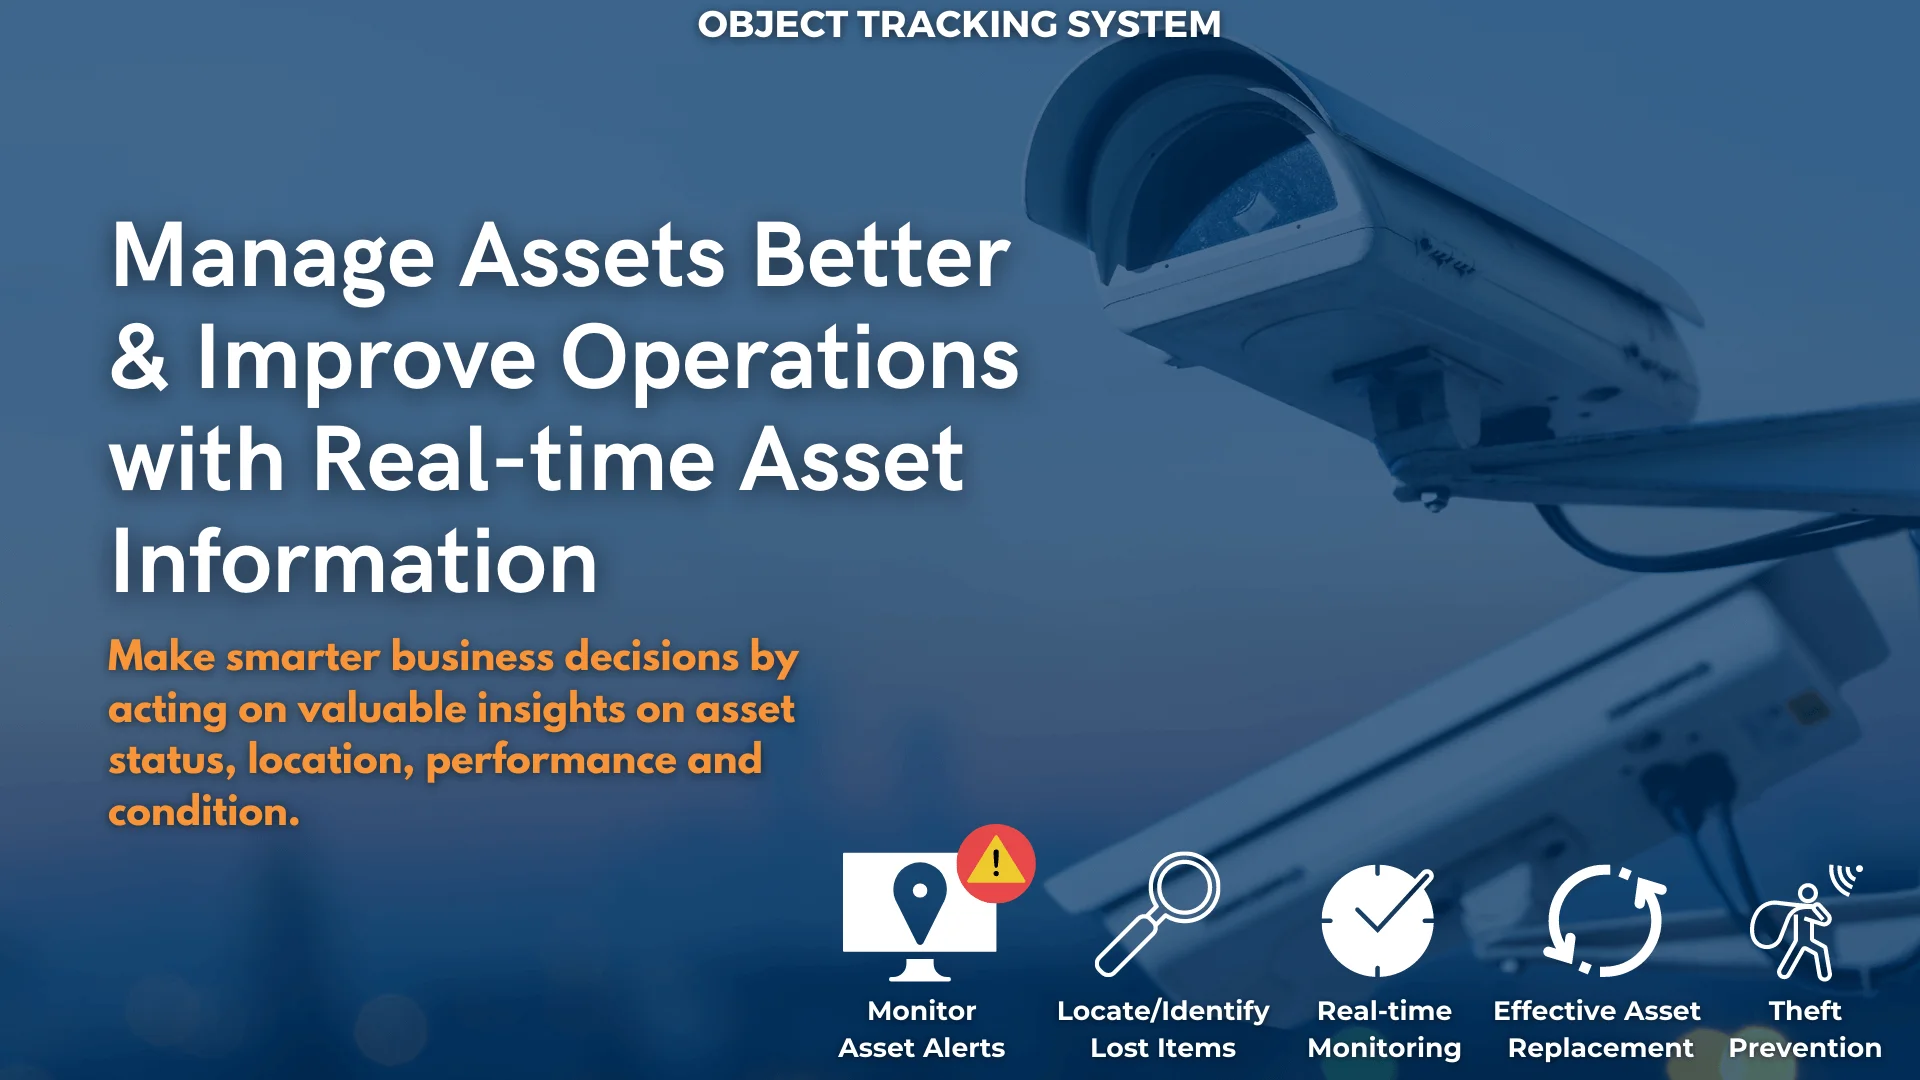 OBJECT TRACKING SYSTEM
Manage Assets Better
& Improve Operations
with Real-time Asset
Information
Make smarter business decisions by
acting on valuable insights on asset
status, location, performance and
condition.
Monitor
Asset Alerts
Locate/Identify
Lost Items
Real-time
Monitoring
Effective Asset
Replacement
Theft
Prevention